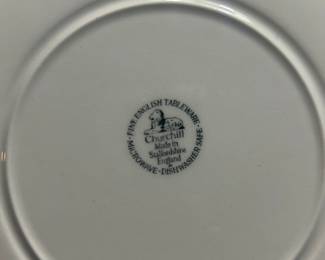 · FINE ENGLISH TABLEWARE ·
Churchill
Made in
Staffordshire
England
MICROWAVE · DISHWASHER SAFE